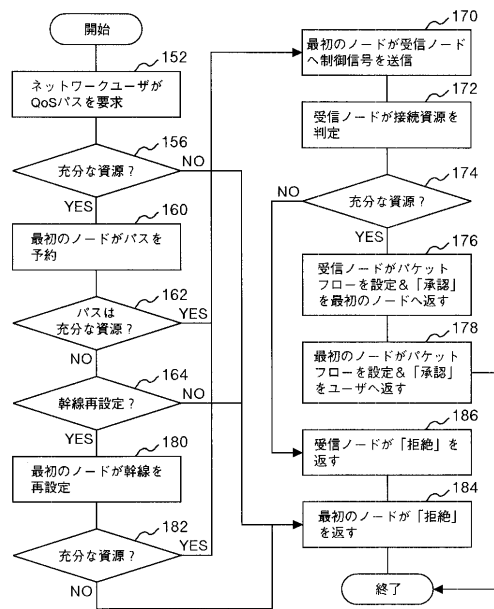 開始
152
ネットワークユーザが
QoSパスを要求
156
充分な資源？
NO
YES
160
最初のノードがパスを
予約
162
パスは
充分な資源？
YES
NO
164
幹線再設定？
NO
YES
180
最初のノードが幹線を
再設定
182
充分な資源？
YES
NO
170
最初のノードが受信ノード
へ制御信号を送信
172
受信ノードが接続資源を
判定
174
充分な資源？
NO
YES
176
受信ノードがパケット
フローを設定＆「承認」
を最初のノードへ返す
178
最初のノードがパケット
フローを設定＆「承認」
をユーザへ返す
186
受信ノードが「拒絶」を
返す
184
最初のノードが「拒絶」
を返す
終了